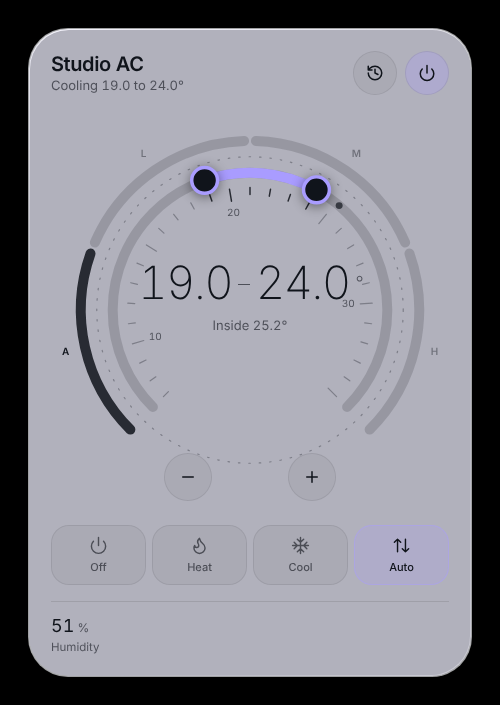 Studio AC
Cooling 19.0 to 24.0°
L
M
20
19.0–24.0°
30
Inside 25.2°
10
A
H
− +
Off Heat Cool Auto
51 %
Humidity